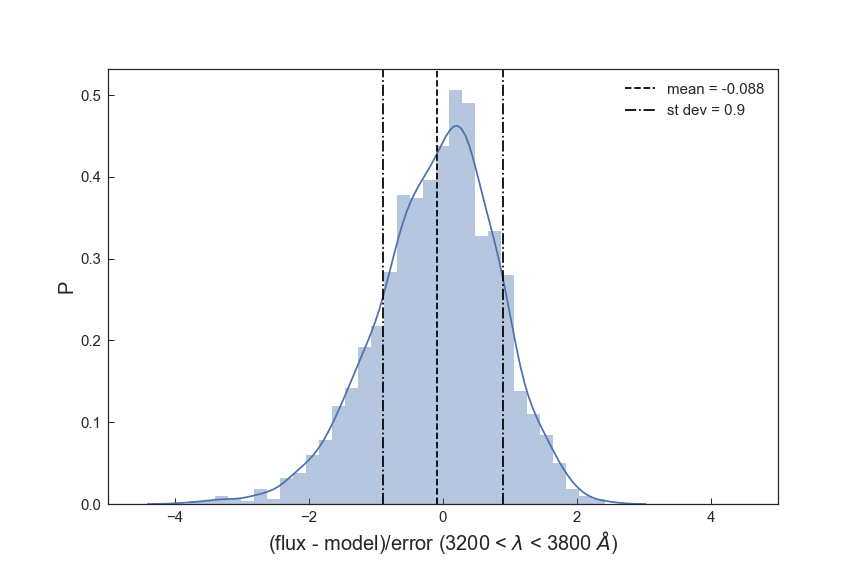 mean = -0.088
st dev = 0.9
0.5
0.4
0.3
0.2
0.1
0.0
P
−4
−2
0
2
4
(flux - model)/error (3200 < λ < 3800 Å)